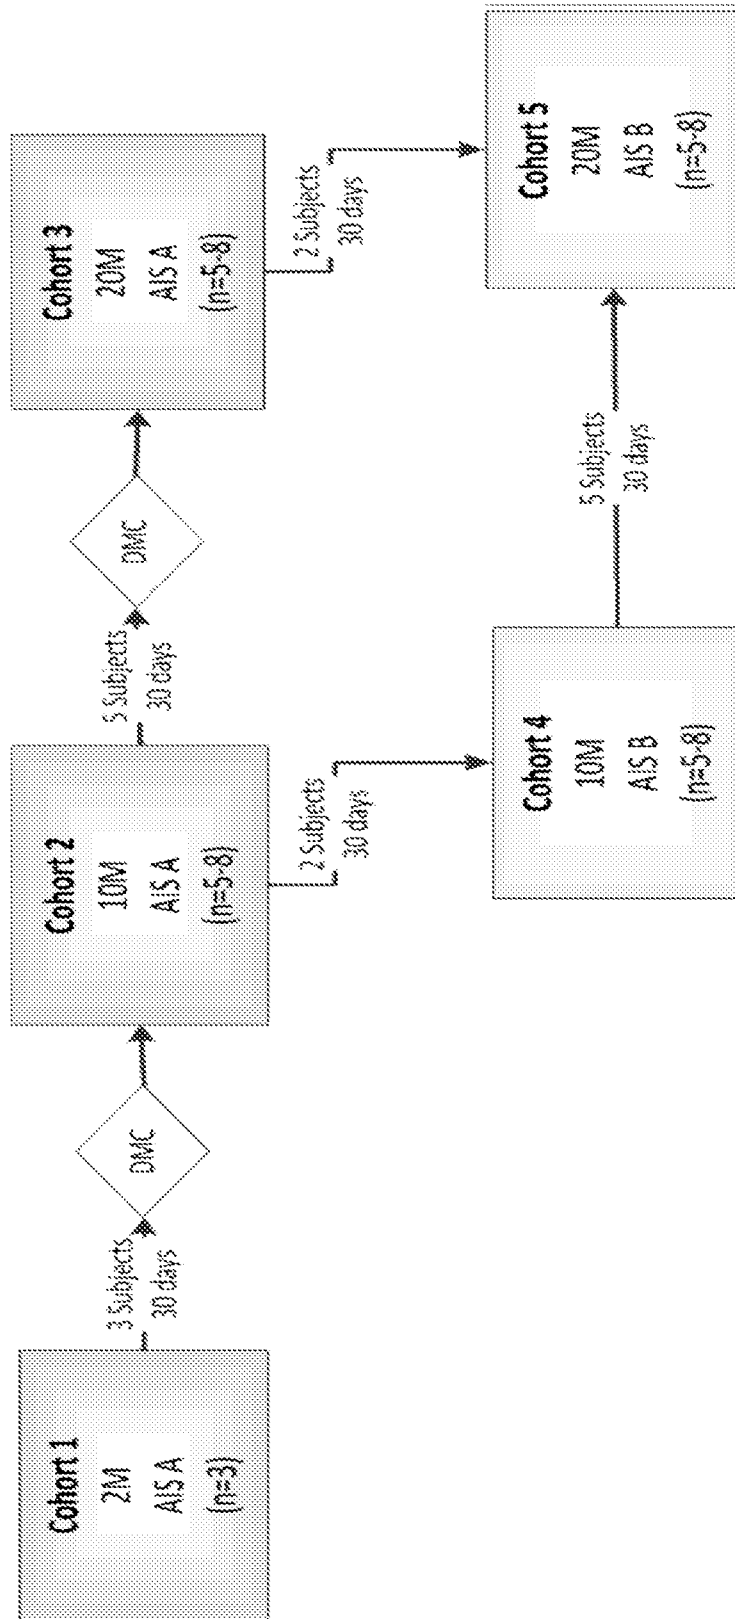 Cohort 1
2M
AIS A
(n=3)
3 Subjects
30 days
DMC
Cohort 2
10M
AIS A
(n=5-8)
5 Subjects
30 days
DMC
Cohort 3
20M
AIS A
(n=5-8)
2 Subjects
30 days
2 Subjects
30 days
Cohort 4
10M
AIS B
(n=5-8)
5 Subjects
30 days
Cohort 5
20M
AIS B
(n=5-8)